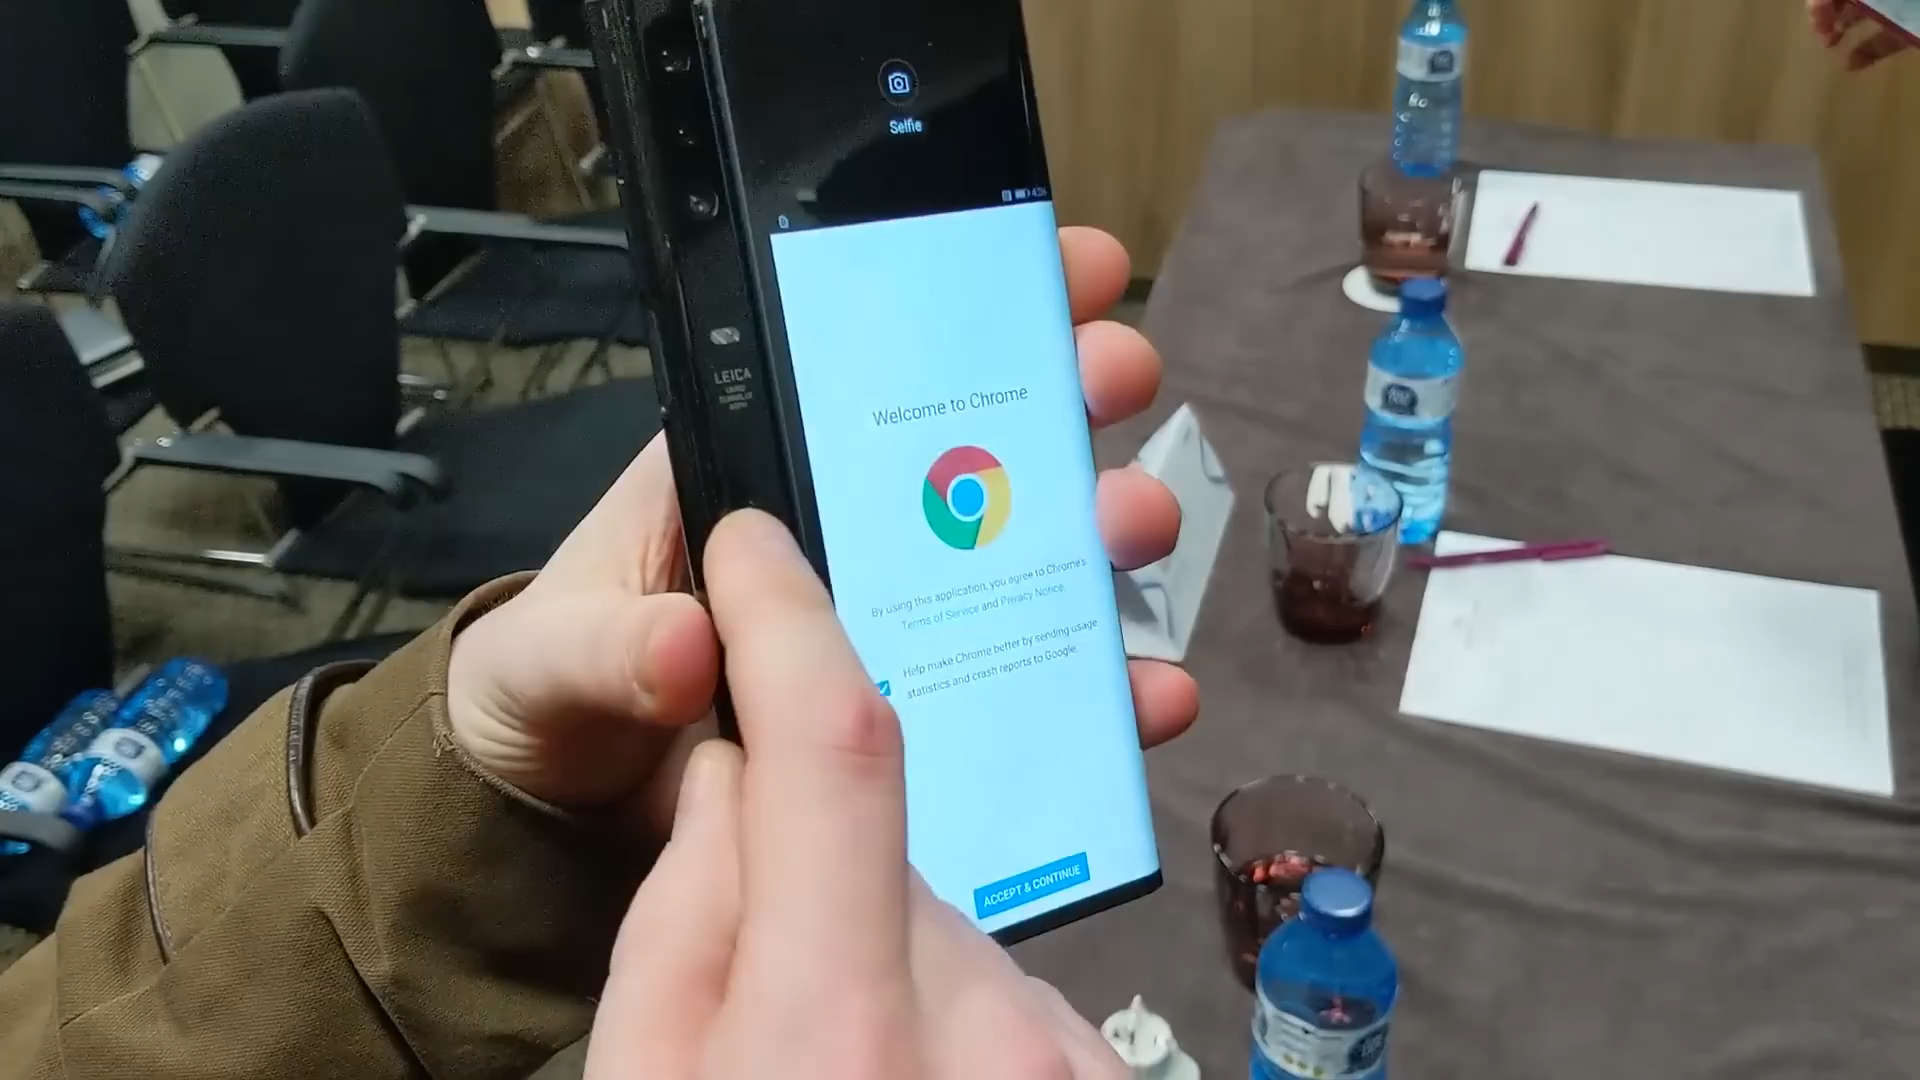 Selfie
LEICA
Welcome to Chrome
By using this application, you agree to Chrome's
Terms of Service and Privacy Notice.
Help make Chrome better by sending usage
statistics and crash reports to Google.
ACCEPT & CONTINUE